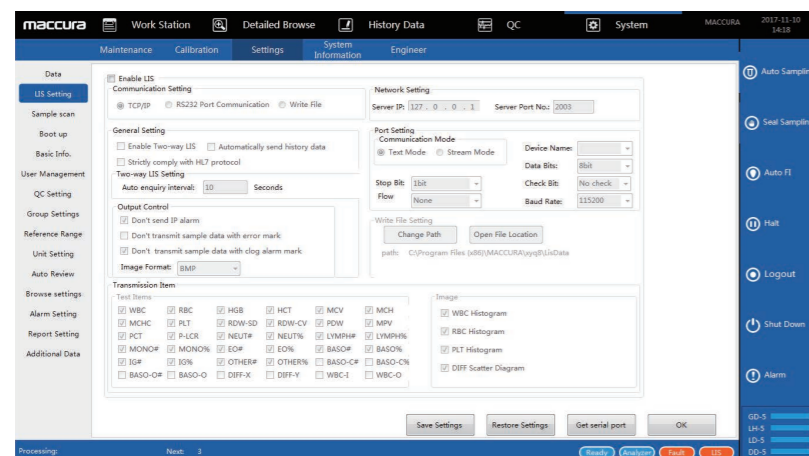 maccura Work Station Detailed Browse History Data QC System MACCURA 2017-11-10 14:18
Maintenance Calibration Settings System Information Engineer
Data
LIS Setting
Sample scan
Boot up
Basic Info.
User Management
QC Setting
Group Settings
Reference Range
Unit Setting
Auto Review
Browse settings
Alarm Setting
Report Setting
Additional Data
Enable LIS
Communication Setting
TCP/IP RS232 Port Communication Write File
Network Setting
Server IP: 127 . 0 . 0 . 1 Server Port No.: 2003
General Setting
Enable Two-way LIS Automatically send history data
Strictly comply with HL7 protocol
Two-way LIS Setting
Auto enquiry interval: 10 Seconds
Output Control
Don't send IP alarm
Don't transmit sample data with error mark
Don't transmit sample data with clog alarm mark
Image Format: BMP
Port Setting
Communication Mode
Text Mode Stream Mode
Device Name:
Data Bits: 8bit
Stop Bit: 1bit Check Bit: No check
Flow None Baud Rate: 115200
Write File Setting
Change Path Open File Location
path: C:\Program Files (x86)\MACCURA\xyqB\LisData
Transmission Item
Test Items
WBC RBC HGB HCT MCV MCH
MCHC PLT RDW-SD RDW-CV PDW MPV
PCT P-LCR NEUT# NEUT% LYMPH# LYMPH%
MONO# MONO% EO# EO% BASO# BASO%
IG# IG% OTHER# OTHER% BASO-C# BASO-C%
BASO-O# BASO-O DIFF-X DIFF-Y WBC-I WBC-O
Image
WBC Histogram
RBC Histogram
PLT Histogram
DIFF Scatter Diagram
Save Settings Restore Settings Get serial port OK
Auto Samplin
Seal Samplin
Auto FI
Halt
Logout
Shut Down
Alarm
GD-5
LH-5
LD-5
DD-5
Processing: Next: 3 Ready Analyzer Fault LIS